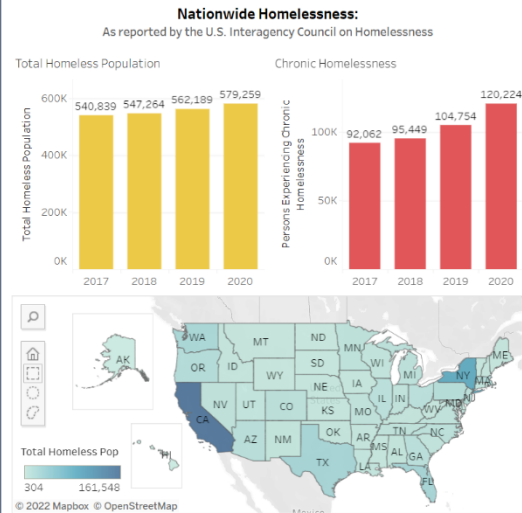 Nationwide Homelessness:
As reported by the U.S. Interagency Council on Homelessness
Total Homeless Population
Total Homeless Population
600K
400K
200K
0K
540,839
547,264
562,189
579,259
2017
2018
2019
2020
Chronic Homelessness
Persons Experiencing Chronic
Homelessness
100K
50K
0K
92,062
95,449
104,754
120,224
2017
2018
2019
2020
AK
WA
MT
ND
MN
ME
OR
ID
SD
WI
MI
NY
MA
WY
NE
IA
IL
IN
NJ
NV
UT
CO
KS
MO
WV
MD
CA
AZ
NM
OK
AR
TN
NC
MS
AL
GA
TX
LA
FL
HI
Total Homeless Pop
304
161,548
© 2022 Mapbox © OpenStreetMap
Mexico